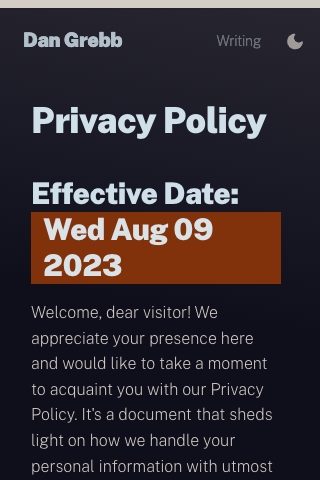 Dan Grebb
Writing
Privacy Policy
Effective Date:
Wed Aug 09
2023
Welcome, dear visitor! We
appreciate your presence here
and would like to take a moment
to acquaint you with our Privacy
Policy. It's a document that sheds
light on how we handle your
personal information with utmost